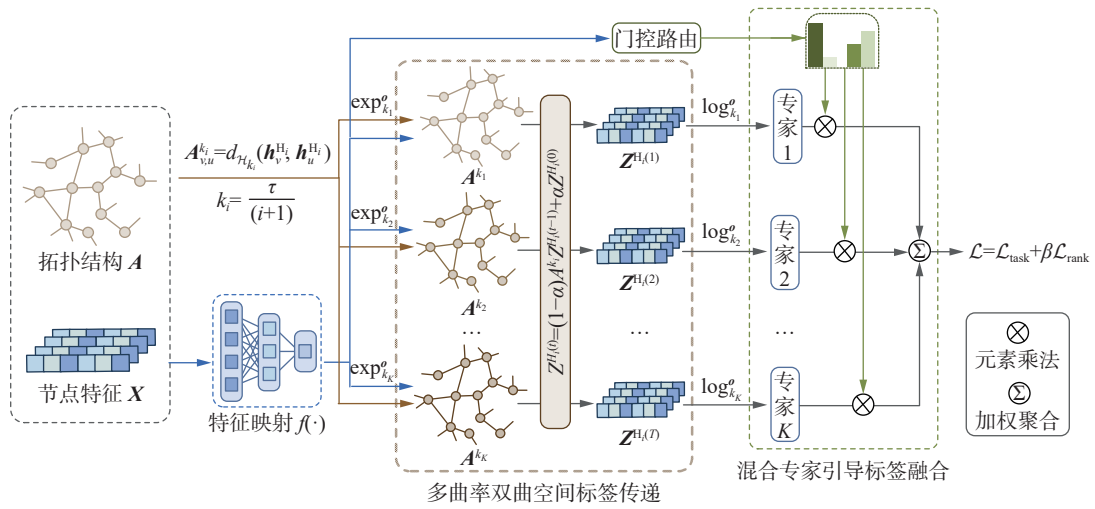 门控路由
exp^o_{k_1}
A^{k_1}
Z^{H_i(1)}
log^o_{k_1}
专家1
A^{k_i}_{v,u}=d_{ℋ_{k_i}}(h^{H_i}_v, h^{H_i}_u)
k_i=τ/(i+1)
Z^{H_i(t)}=(1−α)A^{k_i}Z^{H_i(t−1)}+αZ^{H_i(0)}
拓扑结构 A
exp^o_{k_2}
A^{k_2}
Z^{H_i(2)}
log^o_{k_2}
专家2
Σ
ℒ=ℒ_task+βℒ_rank
…
…
…
节点特征 X
特征映射 f(·)
exp^o_{k_K}
A^{k_K}
Z^{H_i(T)}
log^o_{k_K}
专家K
元素乘法
Σ
加权聚合
多曲率双曲空间标签传递
混合专家引导标签融合